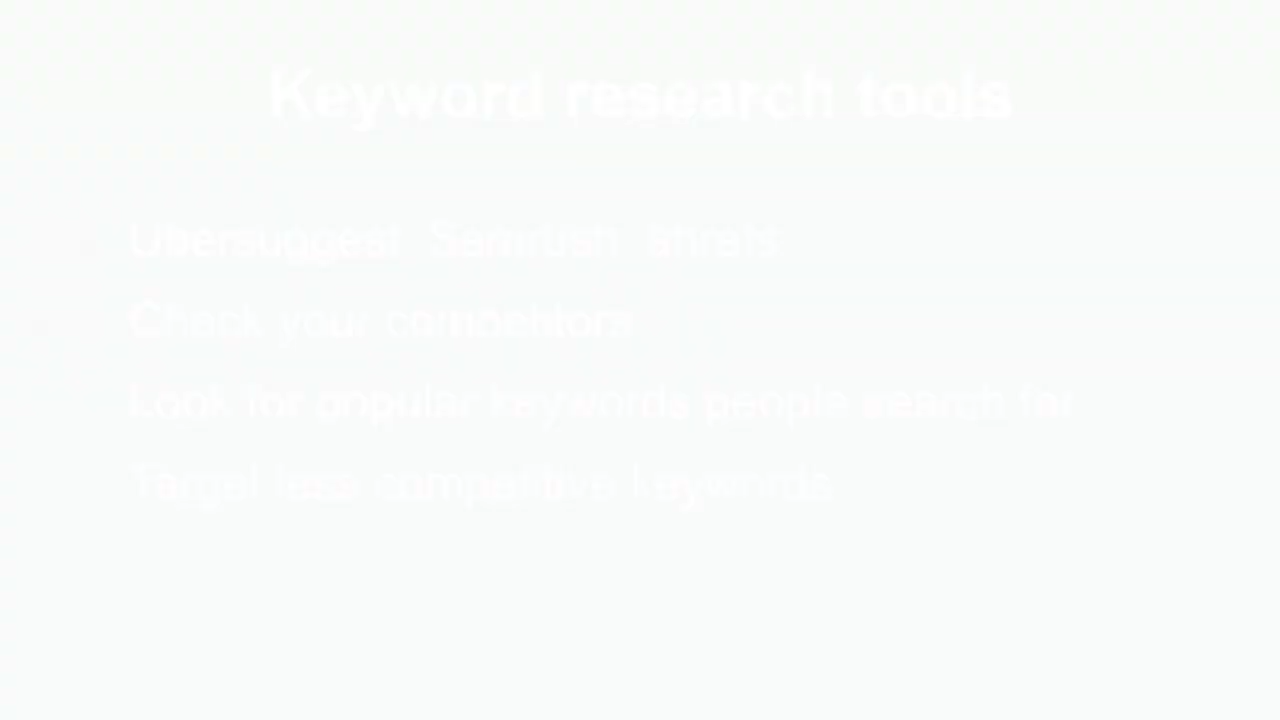 Keyword research tools
Ubersuggest Semrush ahrefs
Check your competitors
Look for popular keywords people search for
Target less competitive keywords